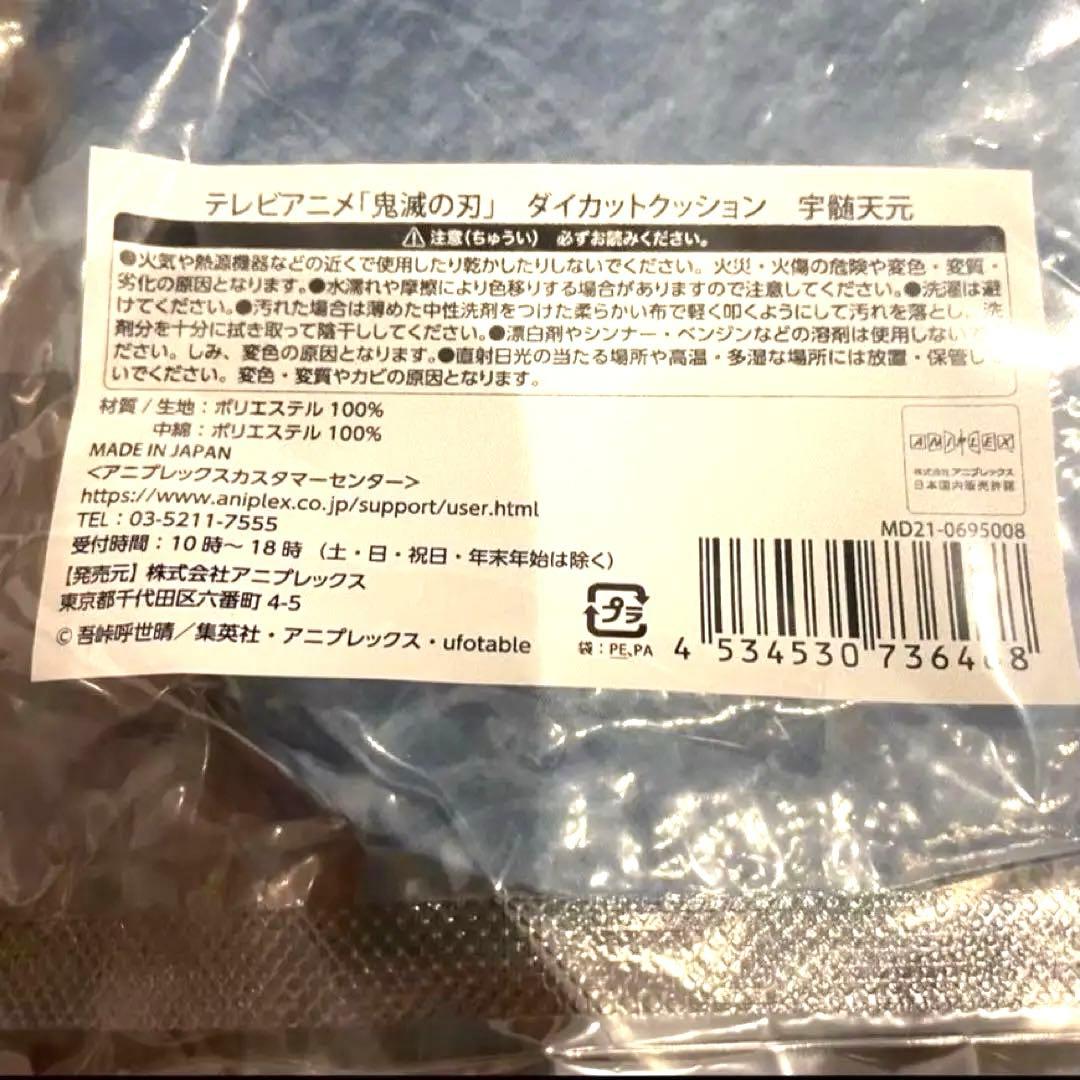 テレビアニメ「鬼滅の刃」 ダイカットクッション 宇髄天元
注意(ちゅうい) 必ずお読みください。
●火気や熱源機器などの近くで使用したり乾かしたりしないでください。火災・火傷の危険や変色・変質・
劣化の原因となります。●水濡れや摩擦により色移りする場合がありますので注意してください。●洗濯は避
けてください。●汚れた場合は薄めた中性洗剤をつけた柔らかい布で軽く叩くようにして汚れを落とし、洗
剤分を十分に拭き取って陰干ししてください。●漂白剤やシンナー・ベンジンなどの溶剤は使用しないで
ださい。しみ、変色の原因となります。●直射日光の当たる場所や高温・多湿な場所には放置・保管し
いでください。変色・変質やカビの原因となります。
材質/生地:ポリエステル 100%
中綿:ポリエステル 100%
MADE IN JAPAN
<アニプレックスカスタマーセンター>
https://www.aniplex.co.jp/support/user.html
TEL:03-5211-7555
受付時間:10時〜18時 (土・日・祝日・年末年始は除く)
【発売元】株式会社アニプレックス
東京都千代田区六番町 4-5
©吾峠呼世晴/集英社・アニプレックス・ufotable
ANIPLEX
株式会社アニプレックス
日本国内販売許諾
MD21-0695008
プラ
袋:PE、PA
4 534530 736468